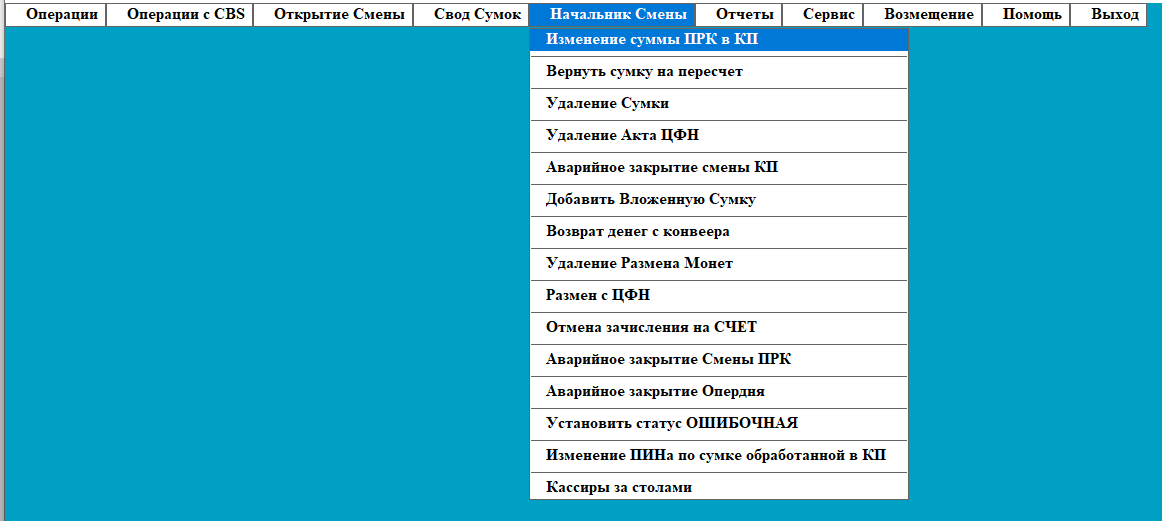 Операции Операции с CBS Открытие Смены Свод Сумок Начальник Смены Отчеты Сервис Возмещение Помощь Выход
Изменение суммы ПРК в КП
Вернуть сумку на пересчет
Удаление Сумки
Удаление Акта ЦФН
Аварийное закрытие смены КП
Добавить Вложенную Сумку
Возврат денег с конвеера
Удаление Размена Монет
Размен с ЦФН
Отмена зачисления на СЧЕТ
Аварийное закрытие Смены ПРК
Аварийное закрытие Опердня
Установить статус ОШИБОЧНАЯ
Изменение ПИНа по сумке обработанной в КП
Кассиры за столами